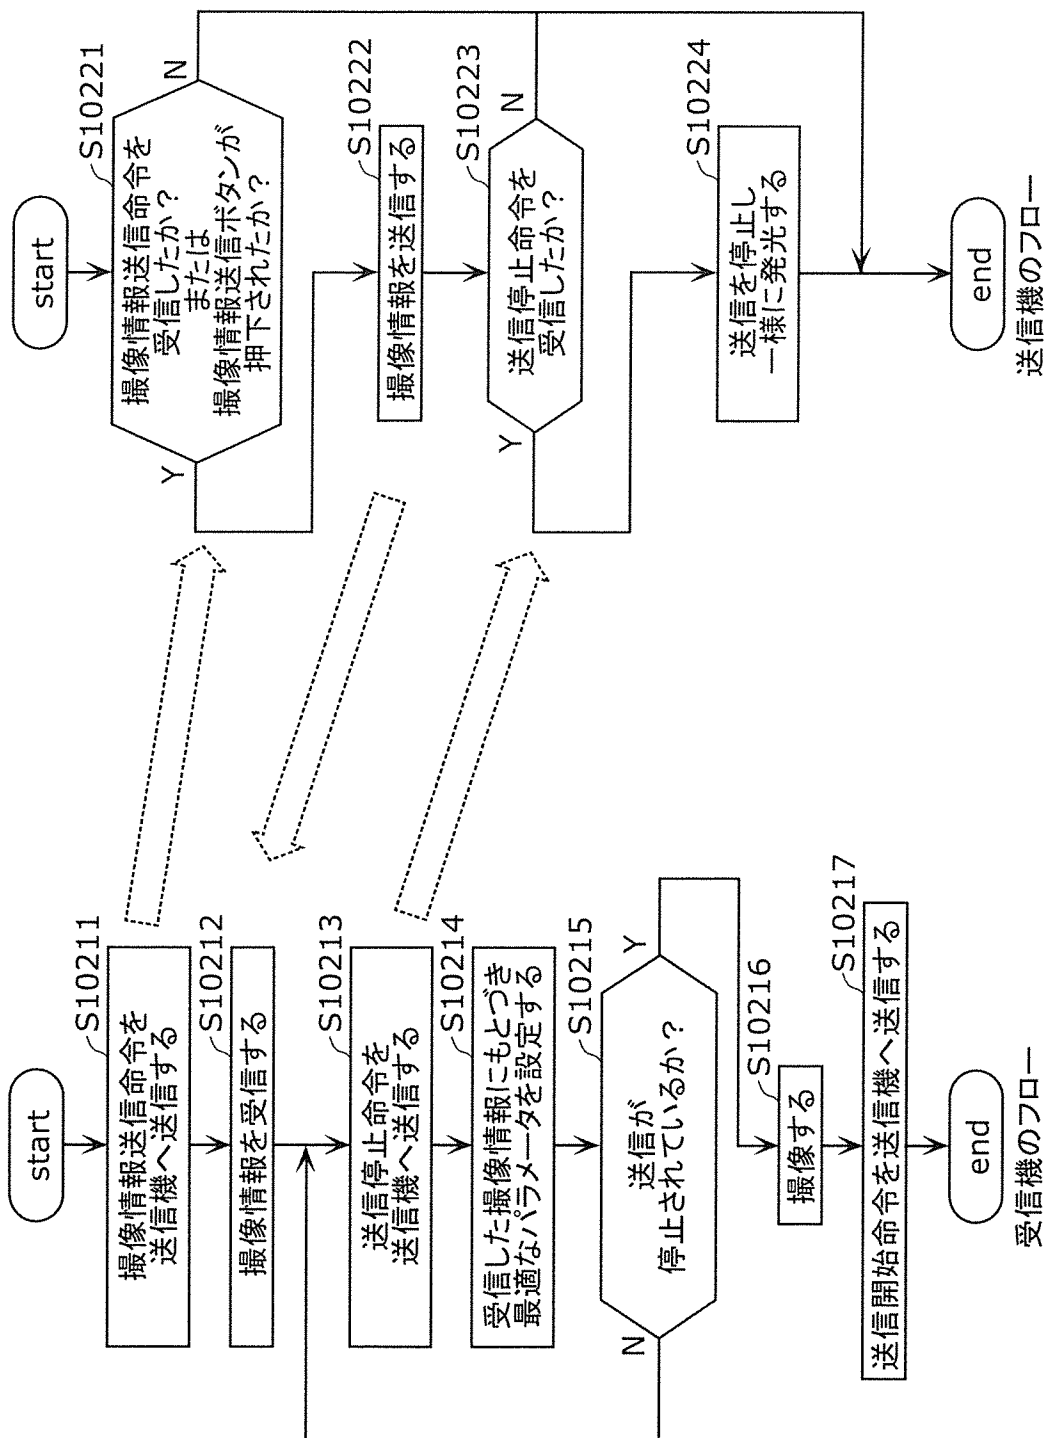 start
S10211
撮像情報送信命令を
送信機へ送信する
S10212
撮像情報を受信する
S10213
送信停止命令を
送信機へ送信する
S10214
受信した撮像情報にもとづき
最適なパラメータを設定する
S10215
送信が
停止されているか?
N
Y
S10216
撮像する
S10217
送信開始命令を送信機へ送信する
end
受信機のフロー
start
S10221
撮像情報送信命令を
受信したか?
または
撮像情報送信ボタンが
押下されたか?
Y
N
S10222
撮像情報を送信する
S10223
送信停止命令を
受信したか?
Y
N
S10224
送信を停止し
一様に発光する
end
送信機のフロー